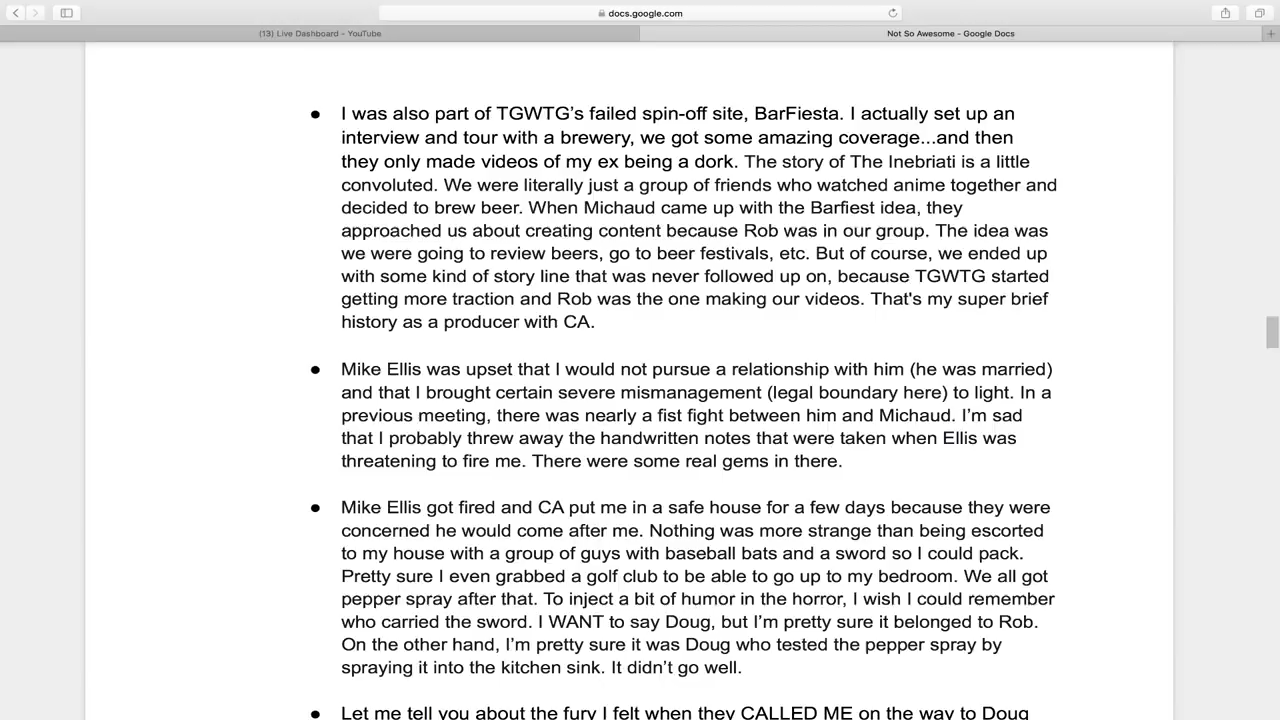 docs.google.com
(13) Live Dashboard - YouTube
Not So Awesome - Google Docs
● I was also part of TGWTG's failed spin-off site, BarFiesta. I actually set up an
interview and tour with a brewery, we got some amazing coverage...and then
they only made videos of my ex being a dork. The story of The Inebriati is a little
convoluted. We were literally just a group of friends who watched anime together and
decided to brew beer. When Michaud came up with the Barfiest idea, they
approached us about creating content because Rob was in our group. The idea was
we were going to review beers, go to beer festivals, etc. But of course, we ended up
with some kind of story line that was never followed up on, because TGWTG started
getting more traction and Rob was the one making our videos. That's my super brief
history as a producer with CA.
● Mike Ellis was upset that I would not pursue a relationship with him (he was married)
and that I brought certain severe mismanagement (legal boundary here) to light. In a
previous meeting, there was nearly a fist fight between him and Michaud. I'm sad
that I probably threw away the handwritten notes that were taken when Ellis was
threatening to fire me. There were some real gems in there.
● Mike Ellis got fired and CA put me in a safe house for a few days because they were
concerned he would come after me. Nothing was more strange than being escorted
to my house with a group of guys with baseball bats and a sword so I could pack.
Pretty sure I even grabbed a golf club to be able to go up to my bedroom. We all got
pepper spray after that. To inject a bit of humor in the horror, I wish I could remember
who carried the sword. I WANT to say Doug, but I'm pretty sure it belonged to Rob.
On the other hand, I'm pretty sure it was Doug who tested the pepper spray by
spraying it into the kitchen sink. It didn't go well.
● Let me tell you about the fury I felt when they CALLED ME on the way to Doug